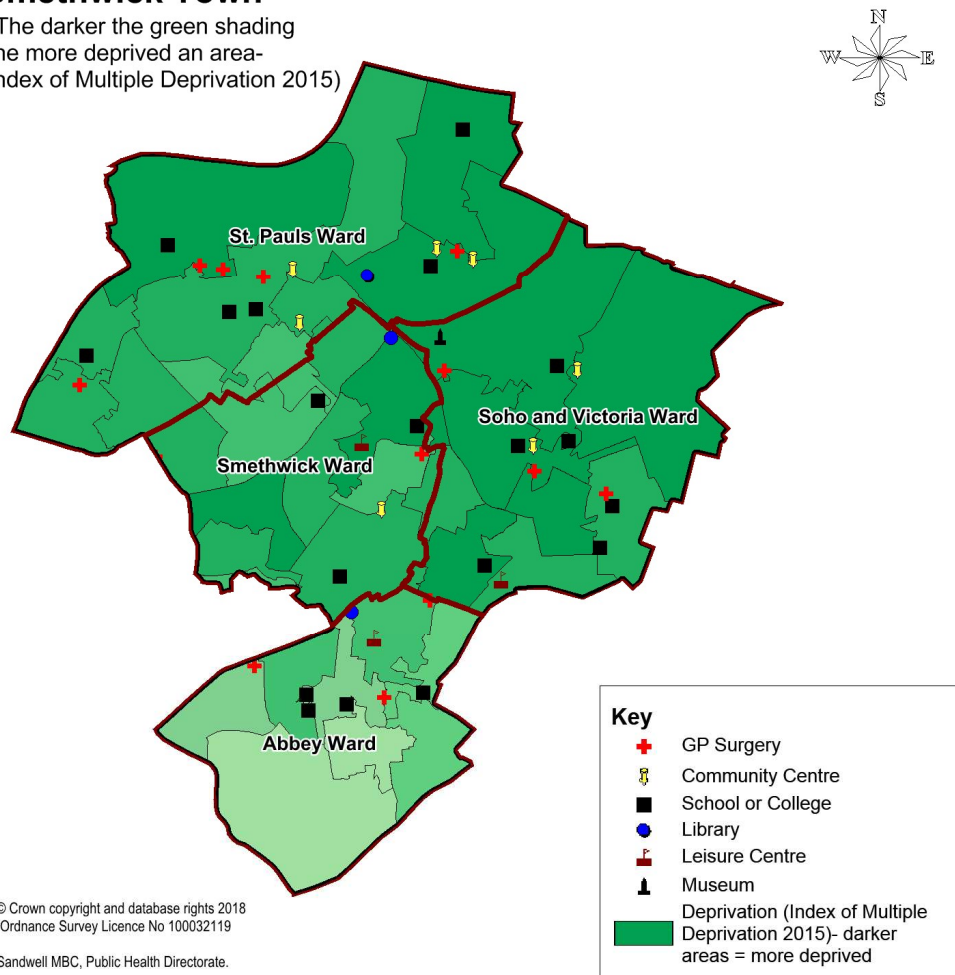 Smethwick Town
The darker the green shading
he more deprived an area-
ndex of Multiple Deprivation 2015)
N
W E
S
St. Pauls Ward
Soho and Victoria Ward
Smethwick Ward
Abbey Ward
Key
GP Surgery
Community Centre
School or College
Library
Leisure Centre
Museum
Deprivation (Index of Multiple
Deprivation 2015)- darker
areas = more deprived
© Crown copyright and database rights 2018
Ordnance Survey Licence No 100032119
Sandwell MBC, Public Health Directorate.